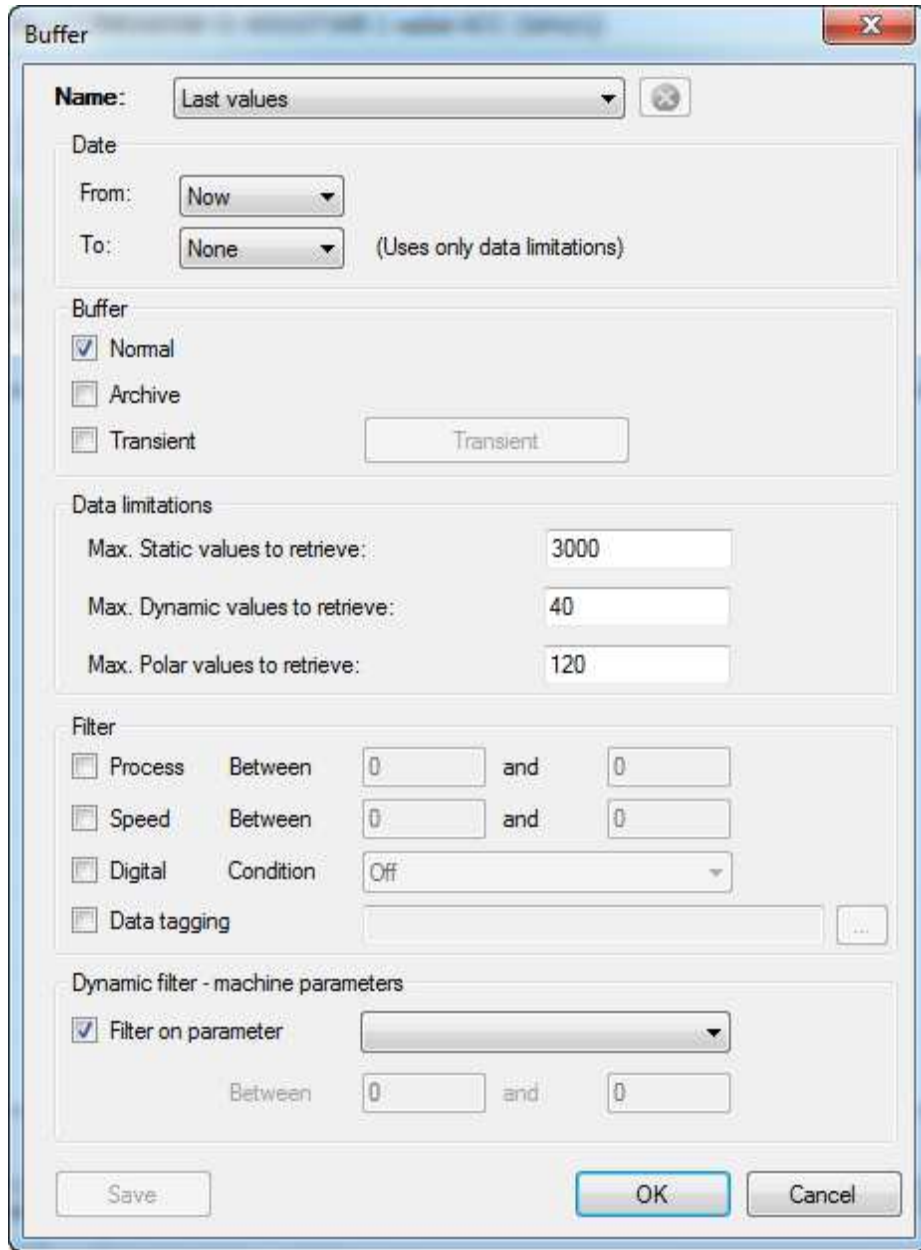 Buffer
Name: Last values
Date
From: Now
To: None (Uses only data limitations)
Buffer
Normal
Archive
Transient Transient
Data limitations
Max. Static values to retrieve: 3000
Max. Dynamic values to retrieve: 40
Max. Polar values to retrieve: 120
Filter
Process Between 0 and 0
Speed Between 0 and 0
Digital Condition Off
Data tagging ...
Dynamic filter - machine parameters
Filter on parameter
Between 0 and 0
Save OK Cancel